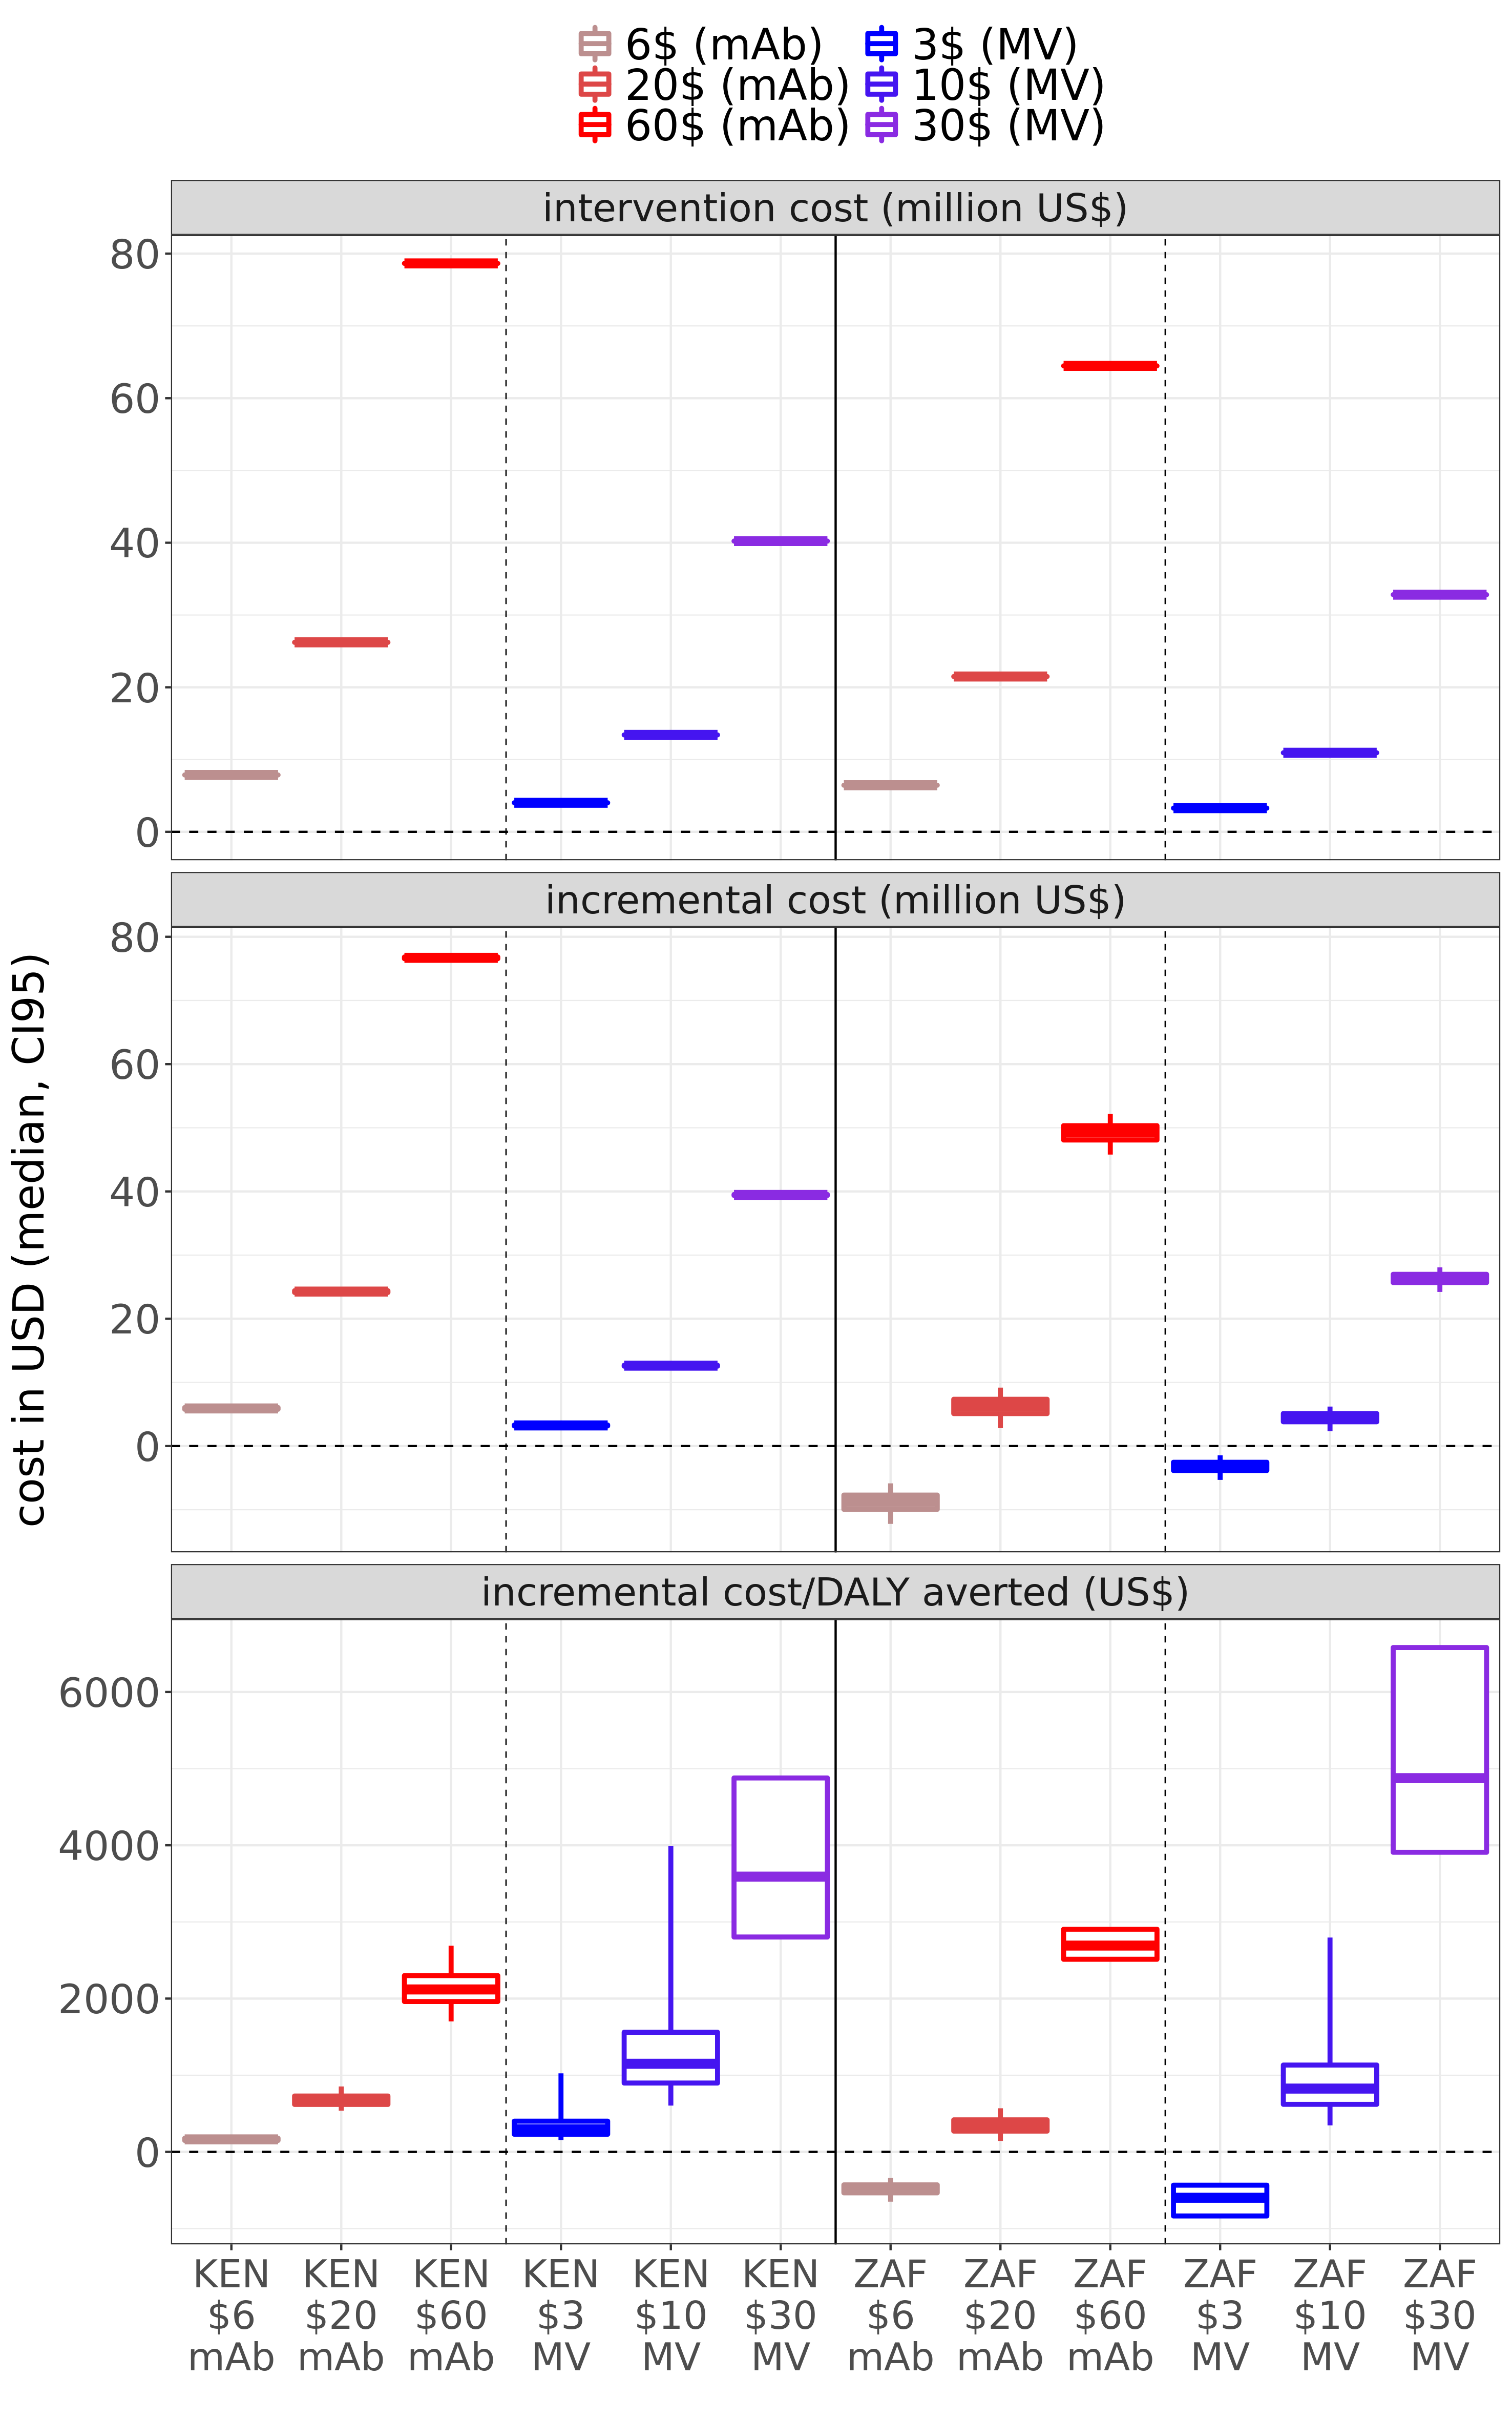 6$ (mAb) 3$ (MV)
20$ (mAb) 10$ (MV)
60$ (mAb) 30$ (MV)
cost in USD (median, CI95)
intervention cost (million US$)
80
60
40
20
0
incremental cost (million US$)
80
60
40
20
0
incremental cost/DALY averted (US$)
6000
4000
2000
0
KEN KEN KEN KEN KEN KEN ZAF ZAF ZAF ZAF ZAF ZAF
$6 $20 $60 $3 $10 $30 $6 $20 $60 $3 $10 $30
mAb mAb mAb MV MV MV mAb mAb mAb MV MV MV